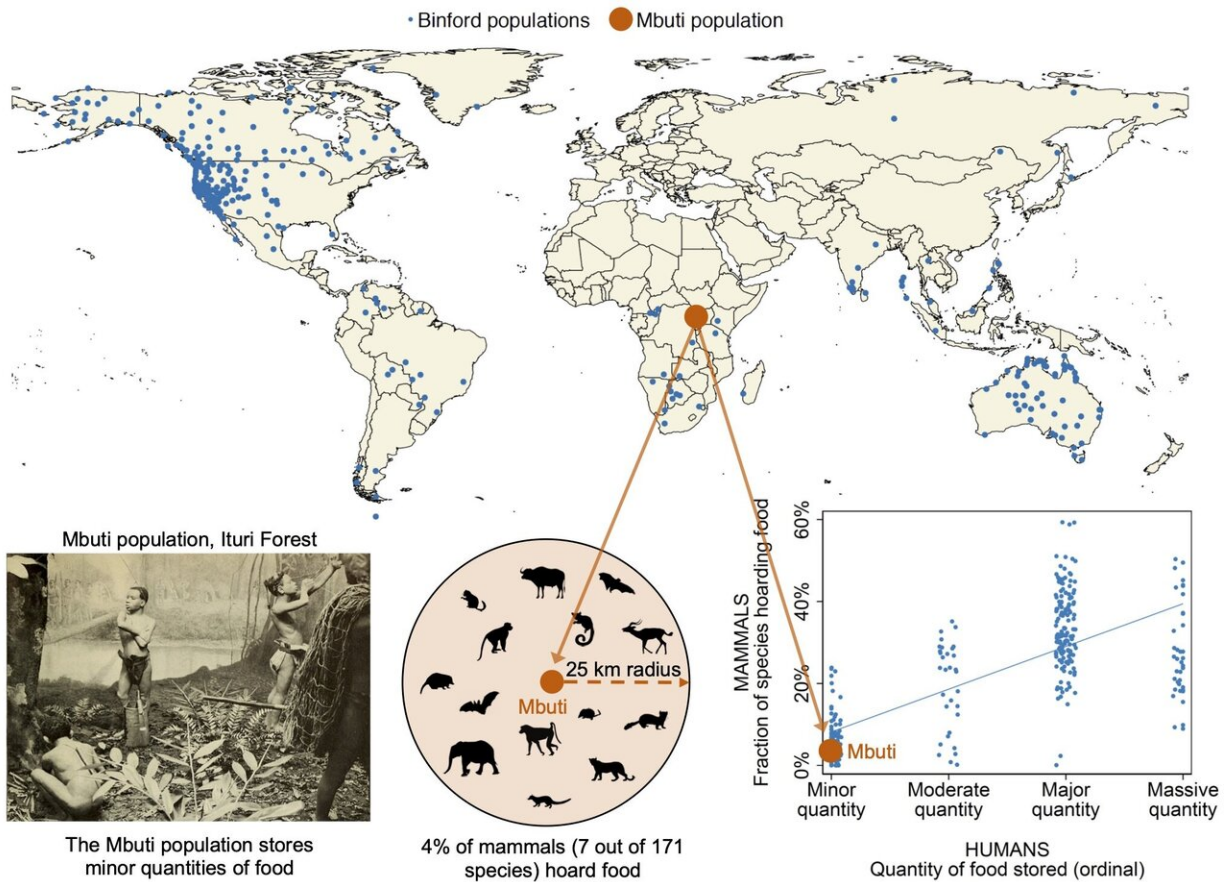 Binford populations
Mbuti population
Mbuti population, Ituri Forest
The Mbuti population stores
minor quantities of food
25 km radius
Mbuti
4% of mammals (7 out of 171
species) hoard food
MAMMALS
Fraction of species hoarding food
60%
40%
20%
0%
Mbuti
Minor
quantity
Moderate
quantity
Major
quantity
Massive
quantity
HUMANS
Quantity of food stored (ordinal)